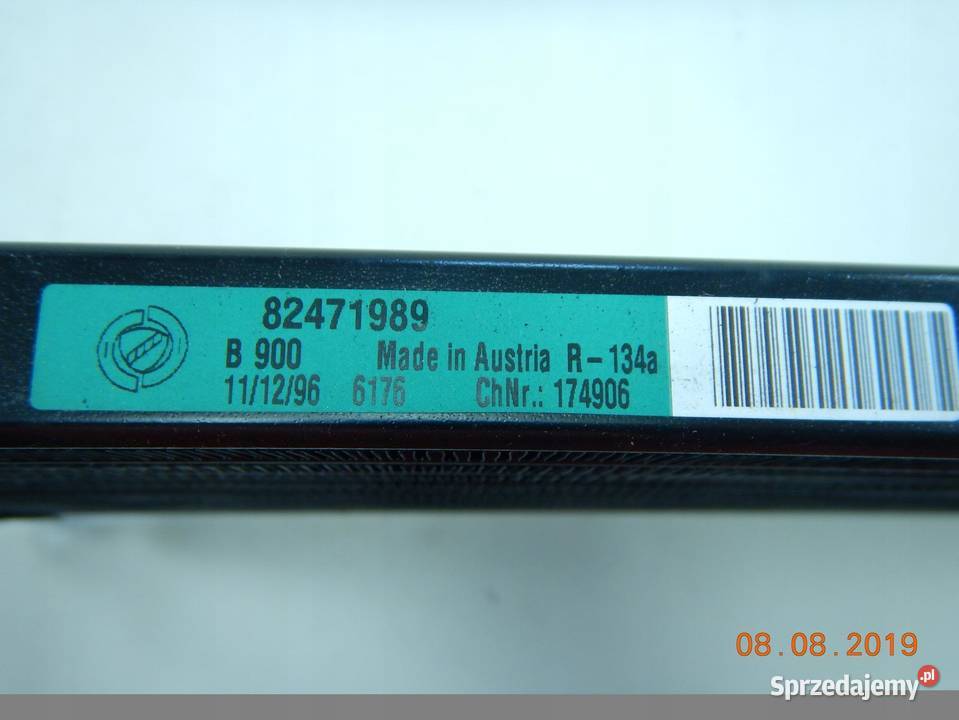 82471989
B 900 Made in Austria R-134a
11/12/96 6176 ChNr.: 174906
08.08.2019
Sprzedajemy.pl